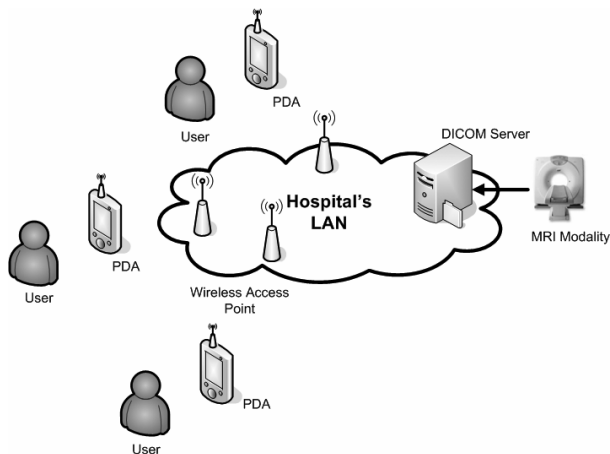 PDA
User
DICOM Server
Hospital's
LAN
MRI Modality
PDA
User
Wireless Access
Point
PDA
User